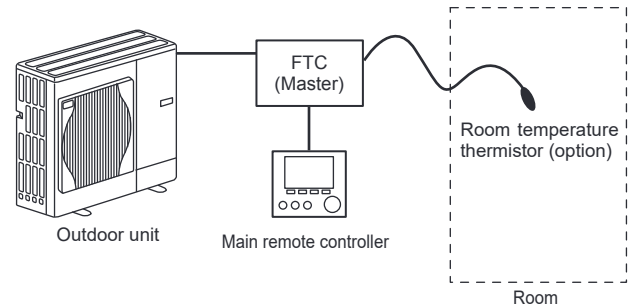 FTC
(Master)
Room temperature
thermistor (option)
Outdoor unit
Main remote controller
Room